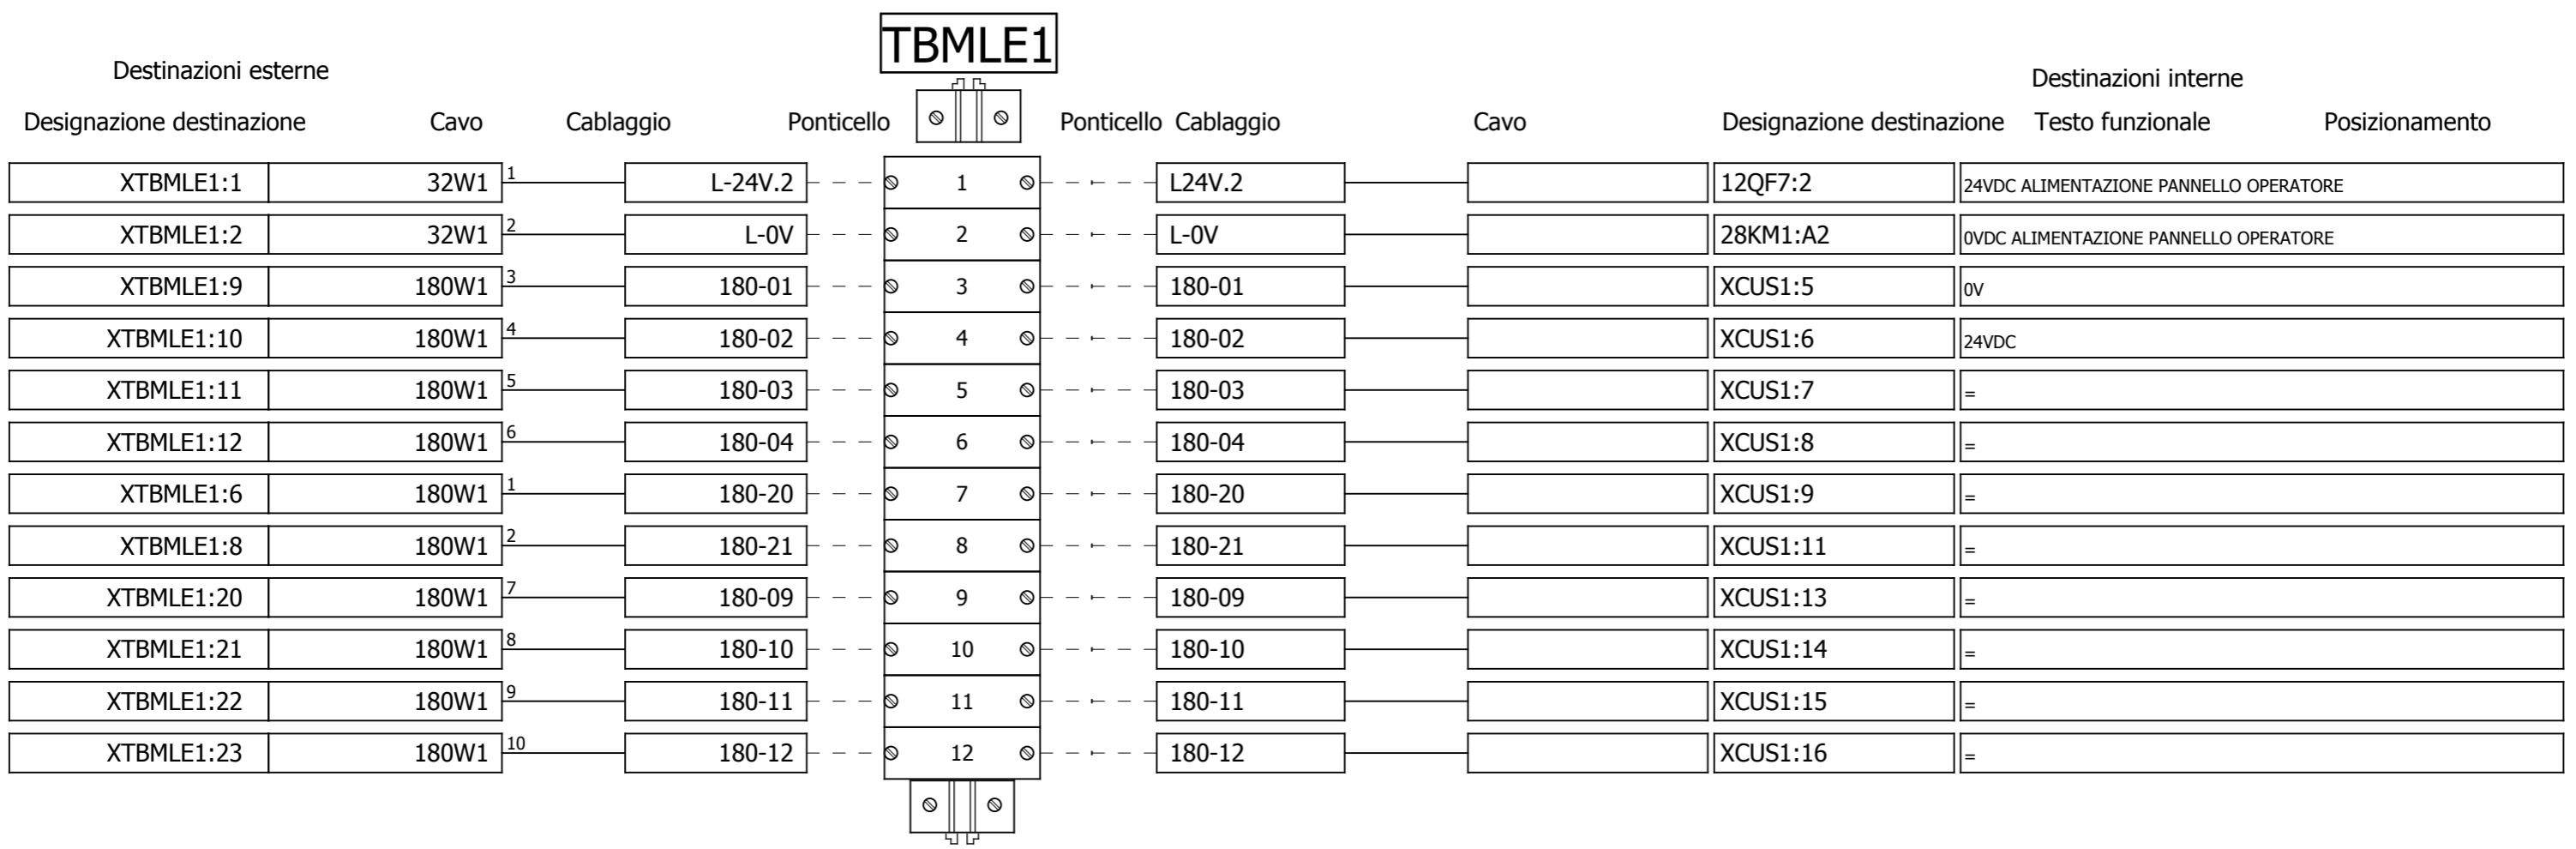 TBMLE1
Destinazioni esterne
Destinazioni interne
Designazione destinazione Cavo Cablaggio Ponticello Ponticello Cablaggio Cavo Designazione destinazione Testo funzionale Posizionamento
XTBMLE1:1 32W1 1 L-24V.2 1 L24V.2 12QF7:2 24VDC ALIMENTAZIONE PANNELLO OPERATORE
XTBMLE1:2 32W1 2 L-0V 2 L-0V 28KM1:A2 0VDC ALIMENTAZIONE PANNELLO OPERATORE
XTBMLE1:9 180W1 3 180-01 3 180-01 XCUS1:5 0V
XTBMLE1:10 180W1 4 180-02 4 180-02 XCUS1:6 24VDC
XTBMLE1:11 180W1 5 180-03 5 180-03 XCUS1:7 =
XTBMLE1:12 180W1 6 180-04 6 180-04 XCUS1:8 =
XTBMLE1:6 180W1 1 180-20 7 180-20 XCUS1:9 =
XTBMLE1:8 180W1 2 180-21 8 180-21 XCUS1:11 =
XTBMLE1:20 180W1 7 180-09 9 180-09 XCUS1:13 =
XTBMLE1:21 180W1 8 180-10 10 180-10 XCUS1:14 =
XTBMLE1:22 180W1 9 180-11 11 180-11 XCUS1:15 =
XTBMLE1:23 180W1 10 180-12 12 180-12 XCUS1:16 =